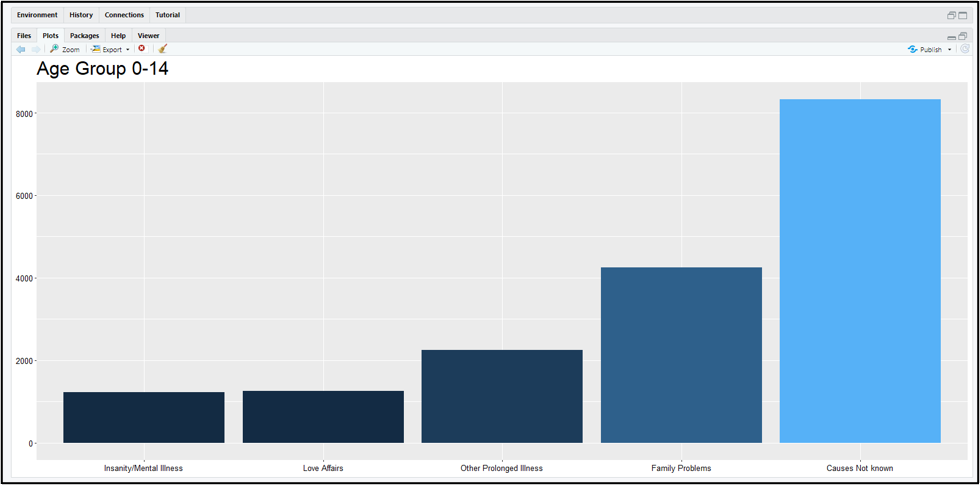 Environment History Connections Tutorial
Files Plots Packages Help Viewer
Zoom Export Publish
Age Group 0-14
8000
6000
4000
2000
0
Insanity/Mental Illness Love Affairs Other Prolonged Illness Family Problems Causes Not known